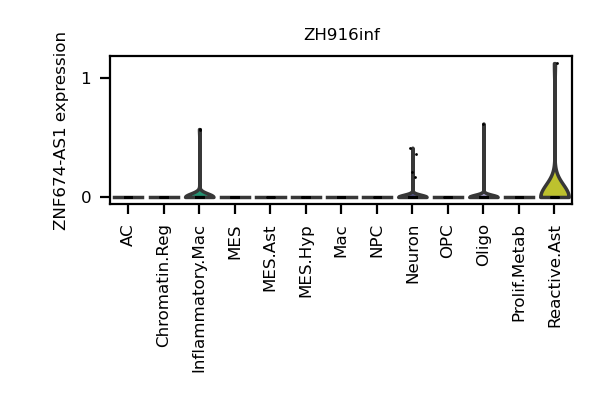 ZH916inf
ZNF674-AS1 expression
1
0
AC
Chromatin.Reg
Inflammatory.Mac
MES
MES.Ast
MES.Hyp
Mac
NPC
Neuron
OPC
Oligo
Prolif.Metab
Reactive.Ast